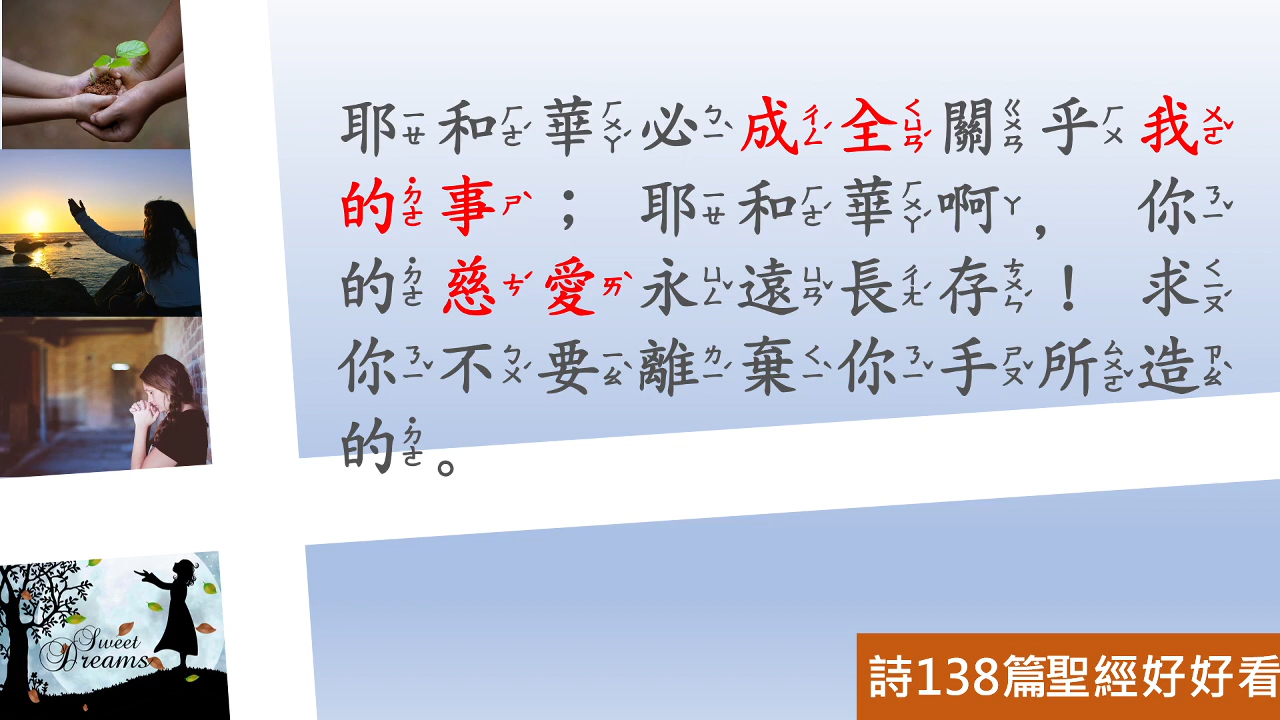 耶和華必成全關乎我
的事； 耶和華啊， 你
的慈愛永遠長存！ 求
你不要離棄你手所造
的。
Sweet
Dreams
詩138篇聖經好好看